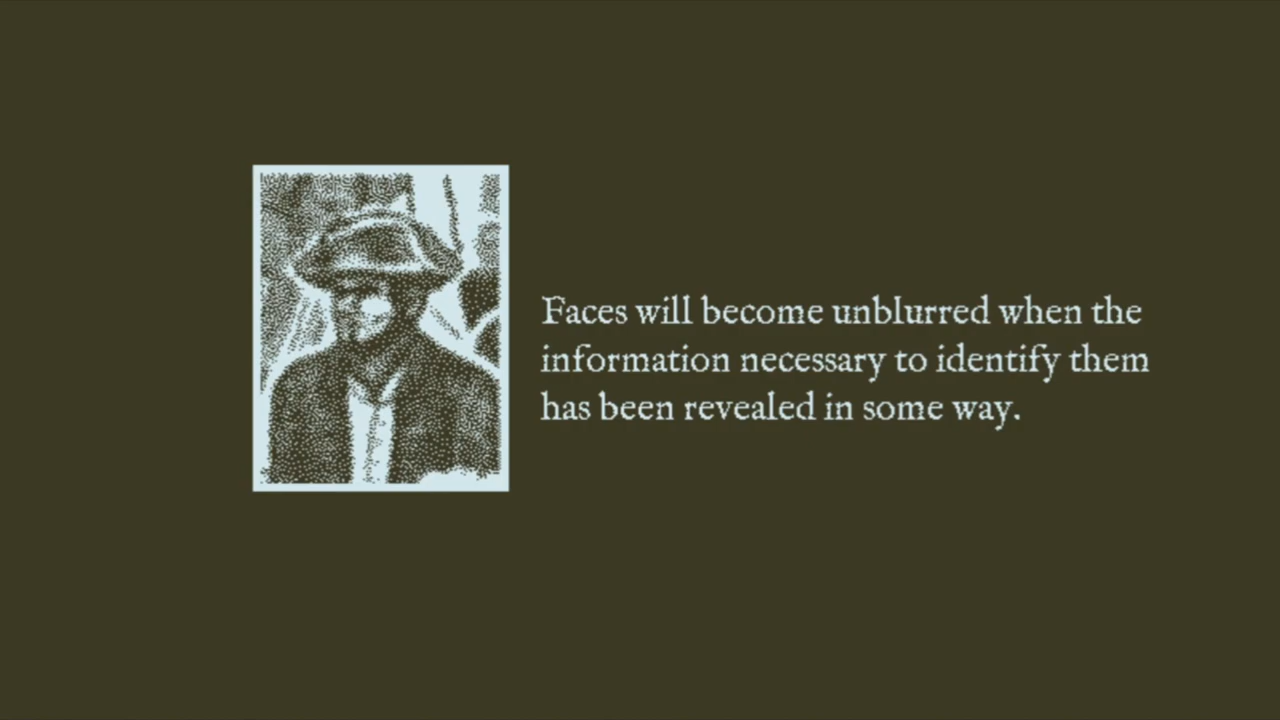 Faces will become unblurred when the
information necessary to identify them
has been revealed in some way.